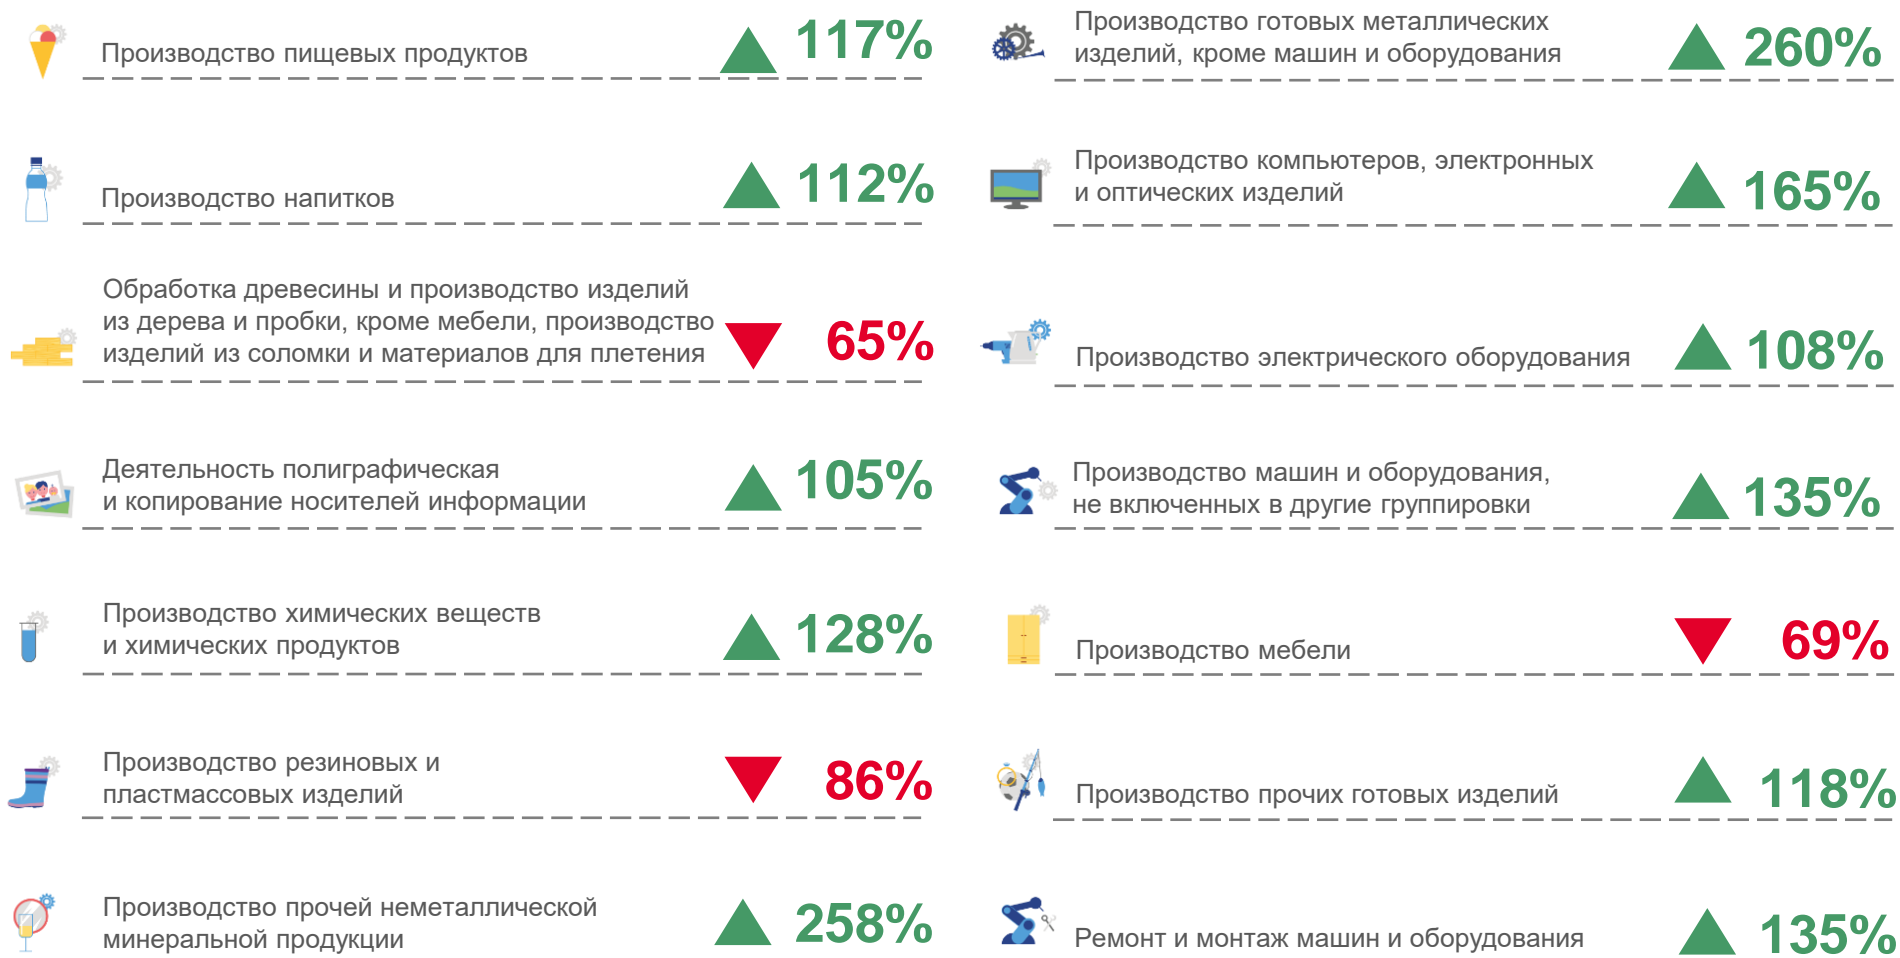 Производство пищевых продуктов
117%
Производство напитков
112%
Обработка древесины и производство изделий
из дерева и пробки, кроме мебели, производство
изделий из соломки и материалов для плетения
65%
Деятельность полиграфическая
и копирование носителей информации
105%
Производство химических веществ
и химических продуктов
128%
Производство резиновых и
пластмассовых изделий
86%
Производство прочей неметаллической
минеральной продукции
258%
Производство готовых металлических
изделий, кроме машин и оборудования
260%
Производство компьютеров, электронных
и оптических изделий
165%
Производство электрического оборудования
108%
Производство машин и оборудования,
не включенных в другие группировки
135%
Производство мебели
69%
Производство прочих готовых изделий
118%
Ремонт и монтаж машин и оборудования
135%